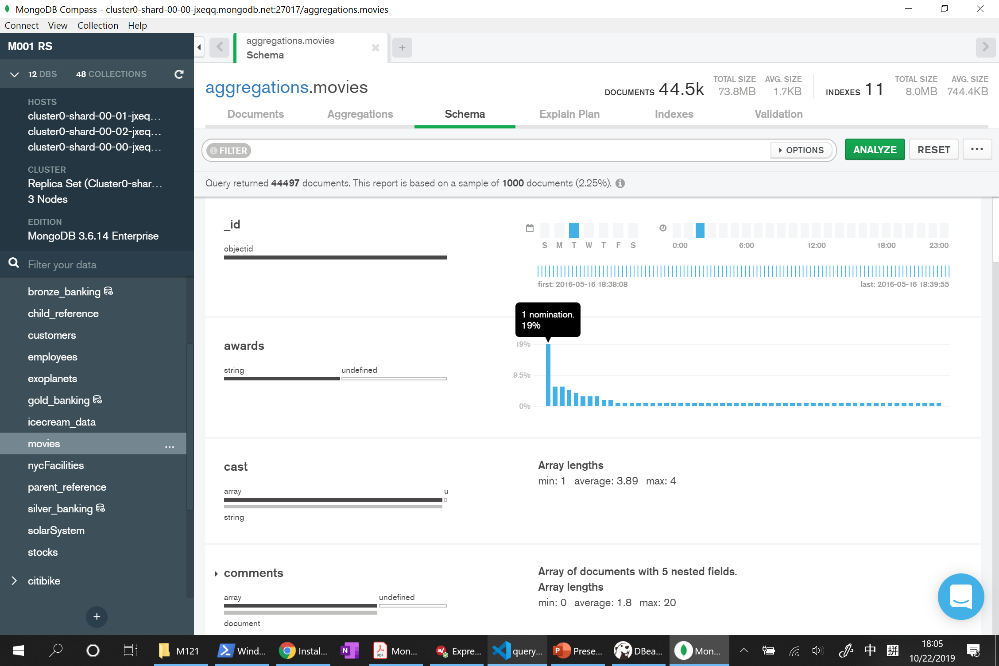 MongoDB Compass - cluster0-shard-00-00-jxeqq.mongodb.net:27017/aggregations.movies
Connect View Collection Help
M001 RS
12 DBS 48 COLLECTIONS
HOSTS
cluster0-shard-00-01-jxeq...
cluster0-shard-00-02-jxeq...
cluster0-shard-00-00-jxeq...
CLUSTER
Replica Set (Cluster0-shar...
3 Nodes
EDITION
MongoDB 3.6.14 Enterprise
Filter your data
bronze_banking
child_reference
customers
employees
exoplanets
gold_banking
icecream_data
movies ...
nycFacilities
parent_reference
silver_banking
solarSystem
stocks
citibike
+
aggregations.movies
Schema
+
aggregations.movies
DOCUMENTS 44.5k
TOTAL SIZE AVG. SIZE
73.8MB 1.7KB
INDEXES 11
TOTAL SIZE AVG. SIZE
8.0MB 744.4KB
Documents Aggregations Schema Explain Plan Indexes Validation
FILTER OPTIONS ANALYZE RESET ...
Query returned 44497 documents. This report is based on a sample of 1000 documents (2.25%).
_id
objectid
S M T W T F S
0:00 6:00 12:00 18:00 23:00
first: 2016-05-16 18:38:08 last: 2016-05-16 18:39:55
awards
string undefined
1 nomination.
19%
19%
9.5%
0%
cast
array u
string
Array lengths
min: 1 average: 3.89 max: 4
comments
array undefined
document
Array of documents with 5 nested fields.
Array lengths
min: 0 average: 1.8 max: 20
M121 Wind... Instal... N PDF Mon... Expre... query... P Prese... DBea... Mon... 中 拼
18:05
10/22/2019